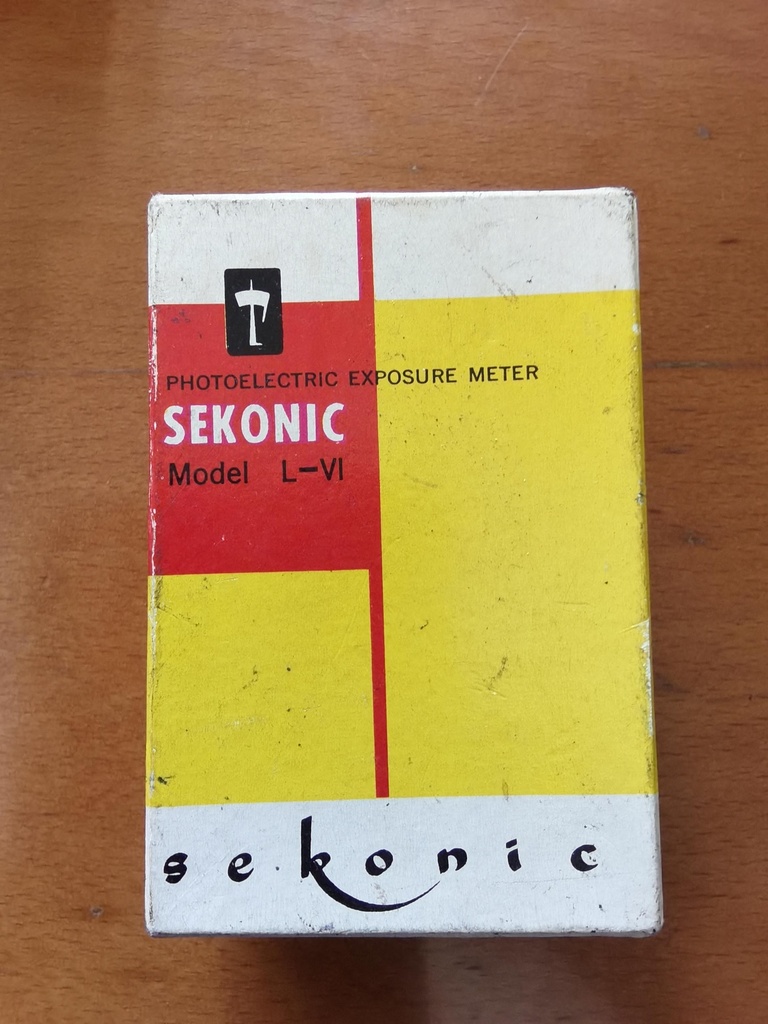 PHOTOELECTRIC EXPOSURE METER
SEKONIC
Model L-VI
sekonic